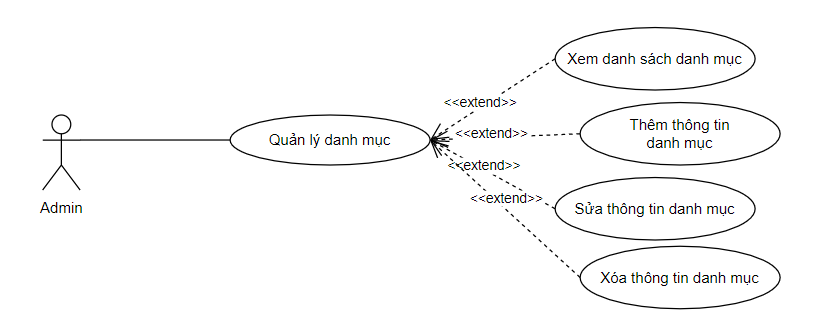 Xem danh sách danh mục
<<extend>>
Thêm thông tin
danh mục
<<extend>>
Quản lý danh mục
<<extend>>
<<extend>>
Sửa thông tin danh mục
Admin
Xóa thông tin danh mục